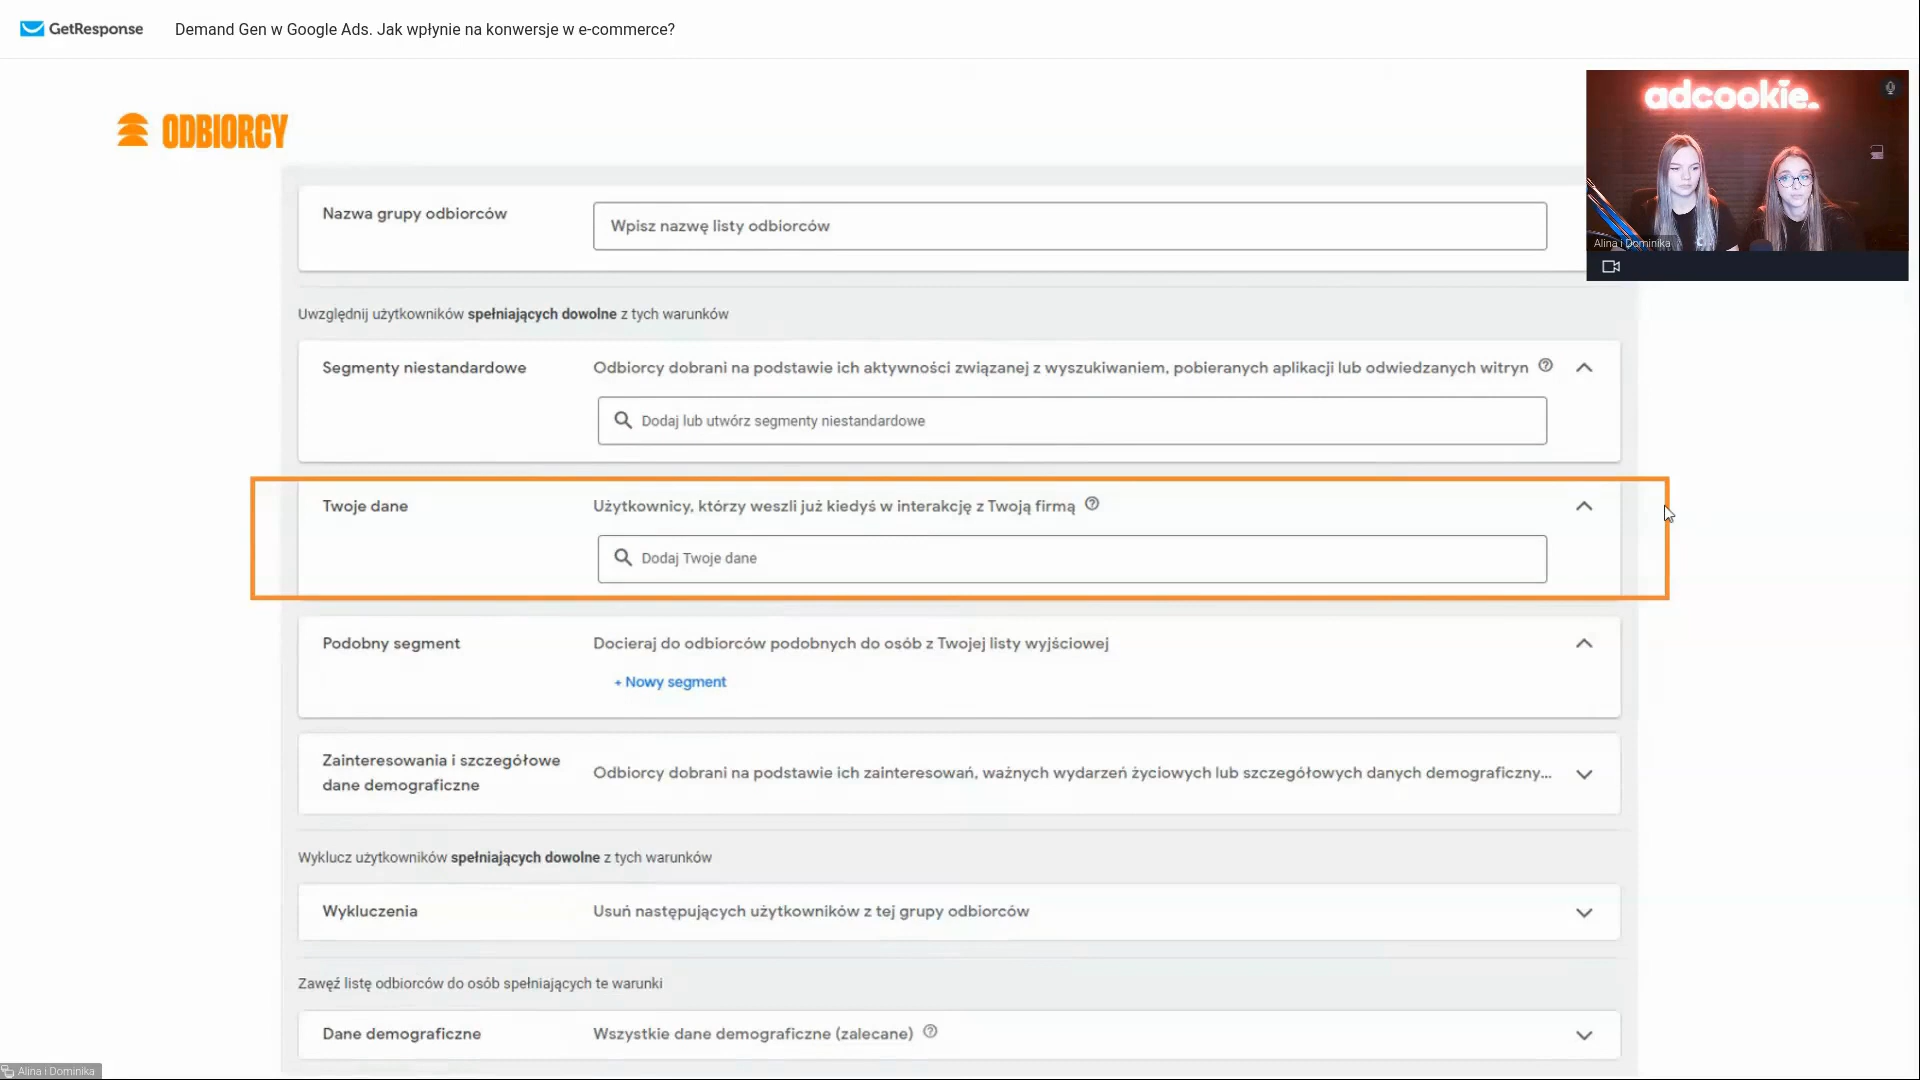 GetResponse
Demand Gen w Google Ads. Jak wpłynie na konwersje w e-commerce?
ODBIORCY
adcookie.
Alina i Dominika
Nazwa grupy odbiorców
Wpisz nazwę listy odbiorców
Uwzględnij użytkowników spełniających dowolne z tych warunków
Segmenty niestandardowe
Odbiorcy dobrani na podstawie ich aktywności związanej z wyszukiwaniem, pobieranych aplikacji lub odwiedzanych witryn
Dodaj lub utwórz segmenty niestandardowe
Twoje dane
Użytkownicy, którzy weszli już kiedyś w interakcję z Twoją firmą
Dodaj Twoje dane
Podobny segment
Docieraj do odbiorców podobnych do osób z Twojej listy wyjściowej
+ Nowy segment
Zainteresowania i szczegółowe
dane demograficzne
Odbiorcy dobrani na podstawie ich zainteresowań, ważnych wydarzeń życiowych lub szczegółowych danych demograficzny...
Wyklucz użytkowników spełniających dowolne z tych warunków
Wykluczenia
Usuń następujących użytkowników z tej grupy odbiorców
Zawęź listę odbiorców do osób spełniających te warunki
Dane demograficzne
Wszystkie dane demograficzne (zalecane)
Alina i Dominika